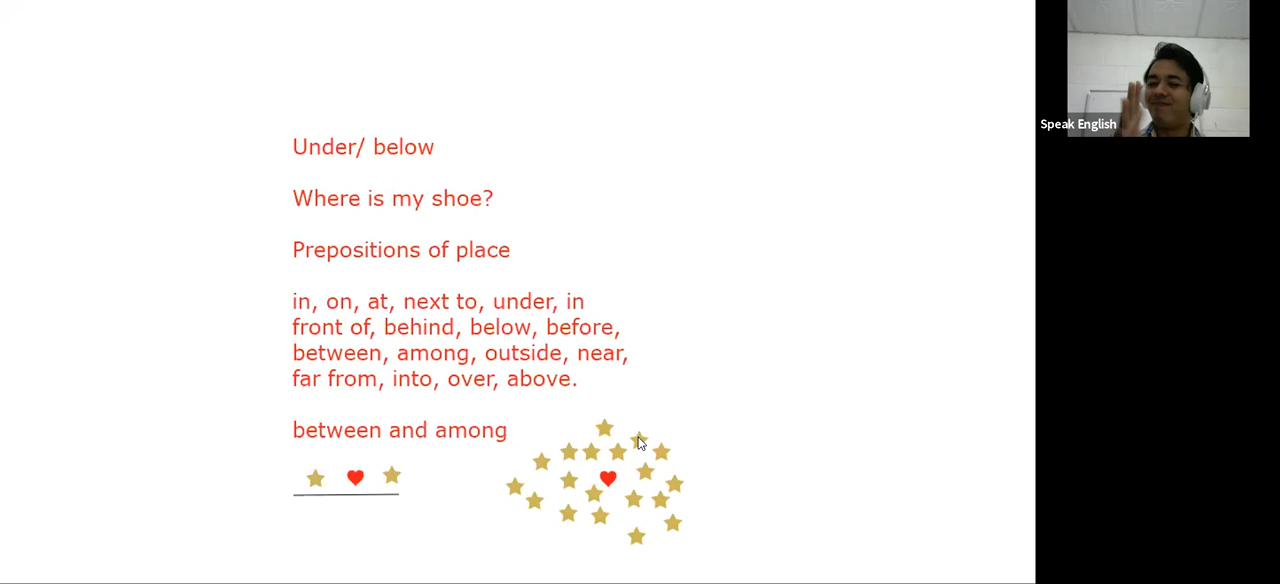 Under/ below
Where is my shoe?
Prepositions of place
in, on, at, next to, under, in
front of, behind, below, before,
between, among, outside, near,
far from, into, over, above.
between and among
Speak English